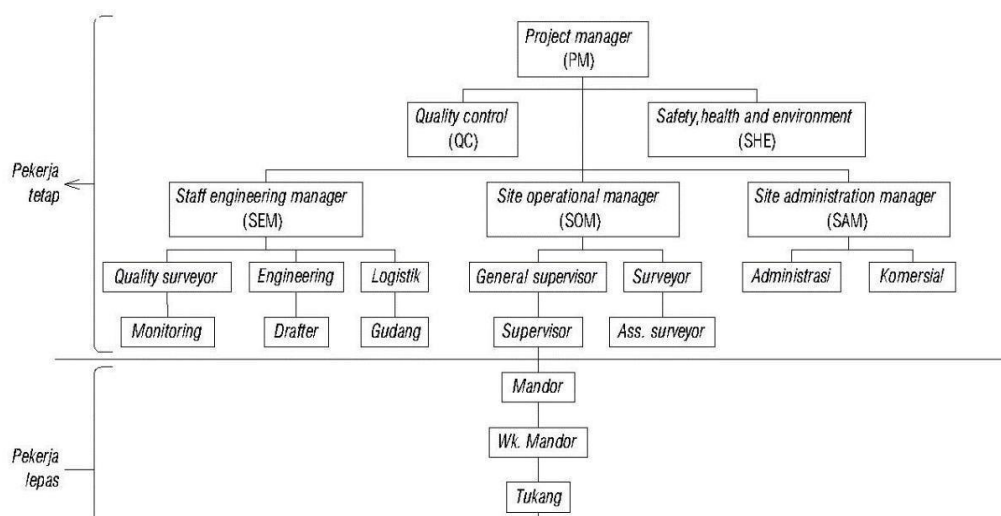 Project manager
(PM)
Quality control
(QC)
Safety,health and environment
(SHE)
Pekerja
tetap
Staff engineering manager
(SEM)
Site operational manager
(SOM)
Site administration manager
(SAM)
Quality surveyor
Engineering
Logistik
General supervisor
Surveyor
Administrasi
Komersial
Monitoring
Drafter
Gudang
Supervisor
Ass. surveyor
Mandor
Wk. Mandor
Pekerja
lepas
Tukang